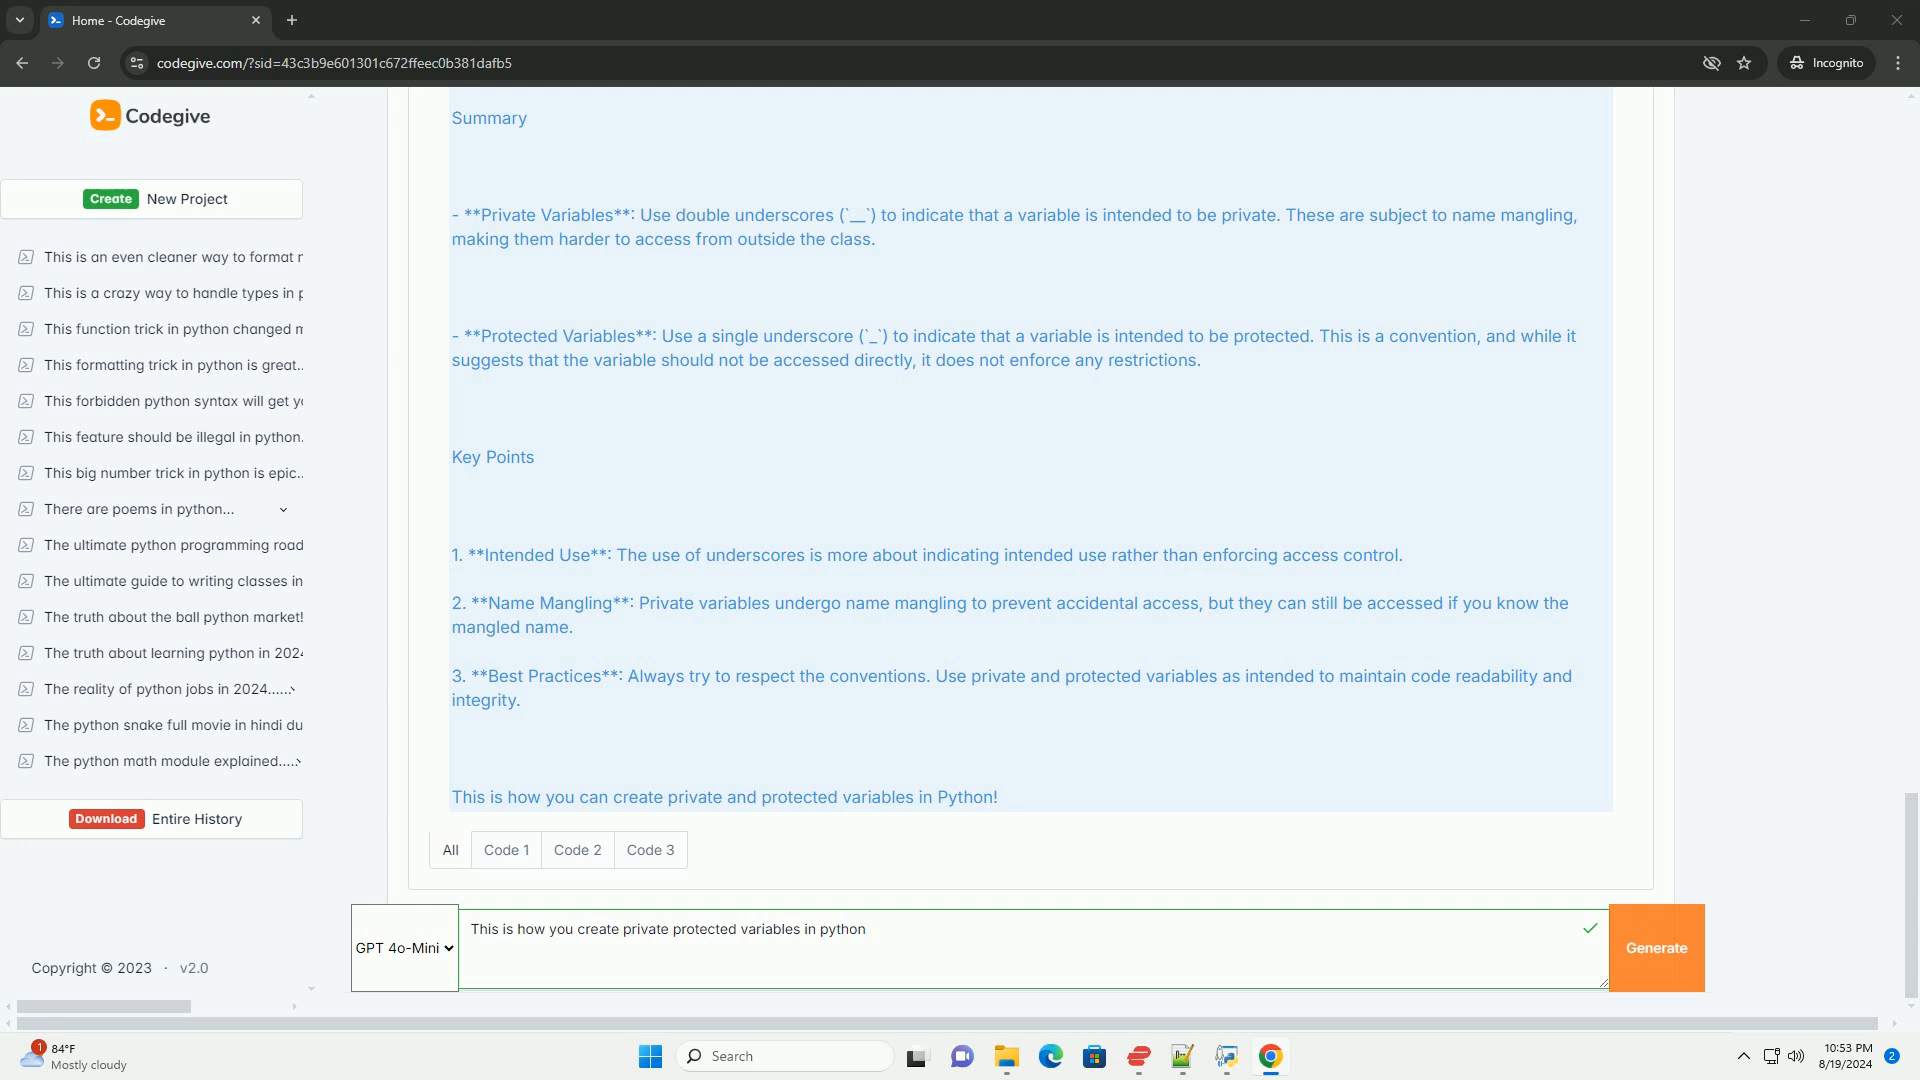 Home - Codegive
codegive.com/?sid=43c3b9e601301c672ffeec0b381dafb5
Incognito
Codegive
Create New Project
This is an even cleaner way to format
This is a crazy way to handle types in
This function trick in python changed
This formatting trick in python is great..
This forbidden python syntax will get
This feature should be illegal in python.
This big number trick in python is epic..
There are poems in python...
The ultimate python programming road
The ultimate guide to writing classes in
The truth about the ball python market!
The truth about learning python in 2024
The reality of python jobs in 2024......
The python snake full movie in hindi du
The python math module explained.....
Download Entire History
Copyright © 2023 · v2.0
Summary
- **Private Variables**: Use double underscores (`__`) to indicate that a variable is intended to be private. These are subject to name mangling,
making them harder to access from outside the class.
- **Protected Variables**: Use a single underscore (`_`) to indicate that a variable is intended to be protected. This is a convention, and while it
suggests that the variable should not be accessed directly, it does not enforce any restrictions.
Key Points
1. **Intended Use**: The use of underscores is more about indicating intended use rather than enforcing access control.
2. **Name Mangling**: Private variables undergo name mangling to prevent accidental access, but they can still be accessed if you know the
mangled name.
3. **Best Practices**: Always try to respect the conventions. Use private and protected variables as intended to maintain code readability and
integrity.
This is how you can create private and protected variables in Python!
All Code 1 Code 2 Code 3
GPT 4o-Mini
This is how you create private protected variables in python
Generate
1
84°F
Mostly cloudy
Search
10:53 PM
8/19/2024
2